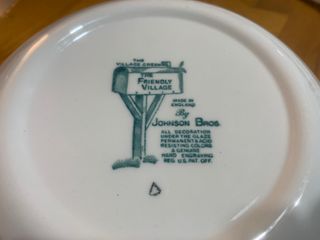 THE
VILLAGE GREEN
THE
FRIENDLY
VILLAGE
MADE IN
ENGLAND
By
JOHNSON BROS.
ALL DECORATION
UNDER THE GLAZE
PERMANENT & ACID
RESISTING COLORS
A GENUINE
HAND ENGRAVING
REG. U.S. PAT. OFF.